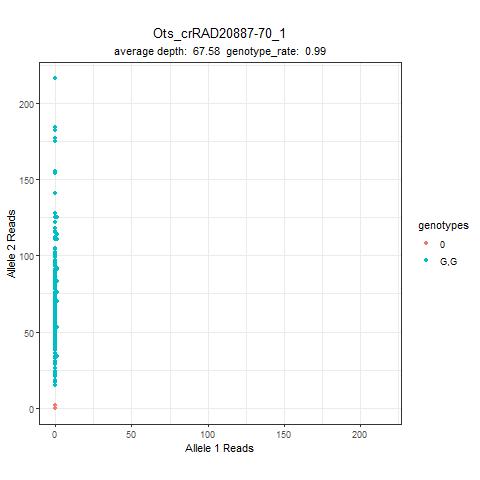 Ots_crRAD20887-70_1
average depth: 67.58 genotype_rate: 0.99
Allele 2 Reads
200
150
100
50
0
0 50 100 150 200
Allele 1 Reads
genotypes
0
G,G